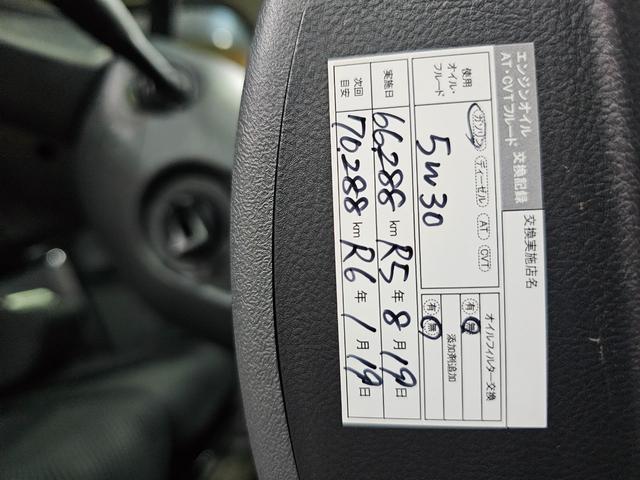 エンジンオイル
AT・CVTフルード 交換記録
交換実施店名
使用
オイル・
フルード
ガソリン ディーゼル AT CVT
5W30
オイルフィルター交換
有 無
添加剤追加
有 無
実施日 66,288 km R5 年 8 月 19 日
次回
目安
70,288 km R6 年 1 月 19 日